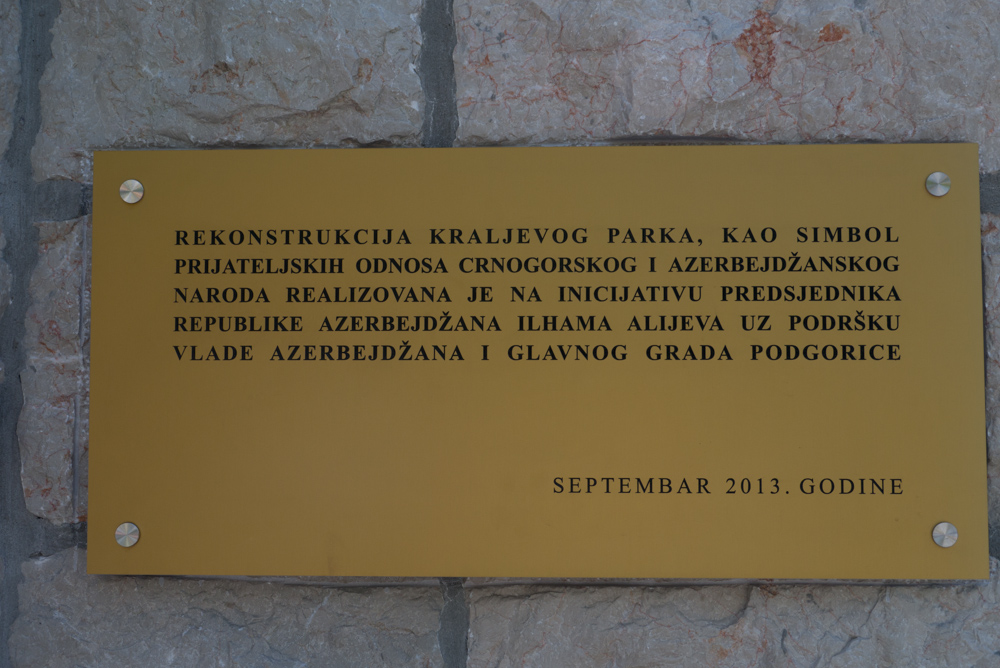 REKONSTRUKCIJA KRALJEVOG PARKA, KAO SIMBOL
PRIJATELJSKIH ODNOSA CRNOGORSKOG I AZERBEJDŽANSKOG
NARODA REALIZOVANA JE NA INICIJATIVU PREDSJEDNIKA
REPUBLIKE AZERBEJDŽANA ILHAMA ALIJEVA UZ PODRŠKU
VLADE AZERBEJDŽANA I GLAVNOG GRADA PODGORICE
SEPTEMBAR 2013. GODINE